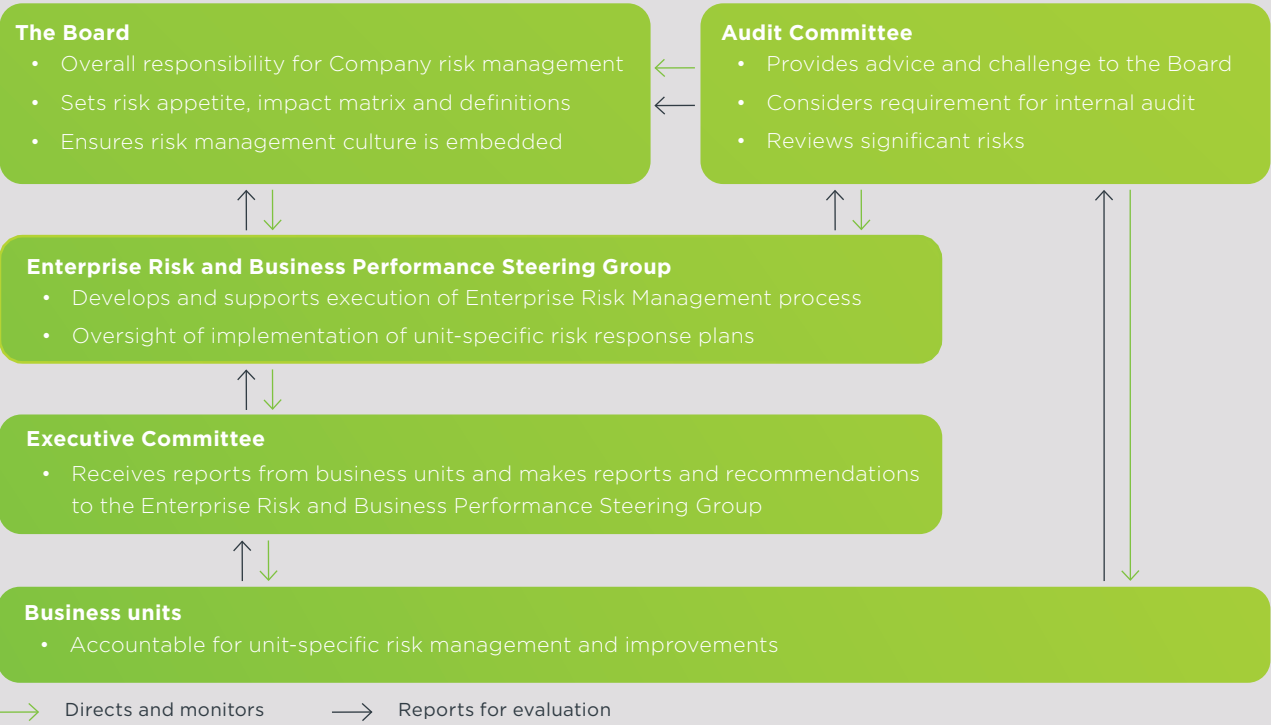 The Board
• Overall responsibility for Company risk management
• Sets risk appetite, impact matrix and definitions
• Ensures risk management culture is embedded
Audit Committee
• Provides advice and challenge to the Board
• Considers requirement for internal audit
• Reviews significant risks
Enterprise Risk and Business Performance Steering Group
• Develops and supports execution of Enterprise Risk Management process
• Oversight of implementation of unit-specific risk response plans
Executive Committee
• Receives reports from business units and makes reports and recommendations
to the Enterprise Risk and Business Performance Steering Group
Business units
• Accountable for unit-specific risk management and improvements
Directs and monitors
Reports for evaluation